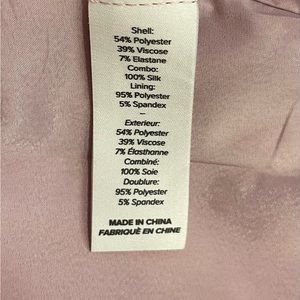 Shell:
54% Polyester
39% Viscose
7% Elastane
Combo:
100% Silk
Lining:
95% Polyester
5% Spandex
–
Exterieur:
54% Polyester
39% Viscose
7% Élasthanne
Combiné:
100% Soie
Doublure:
95% Polyester
5% Spandex
MADE IN CHINA
FABRIQUÉ EN CHINE